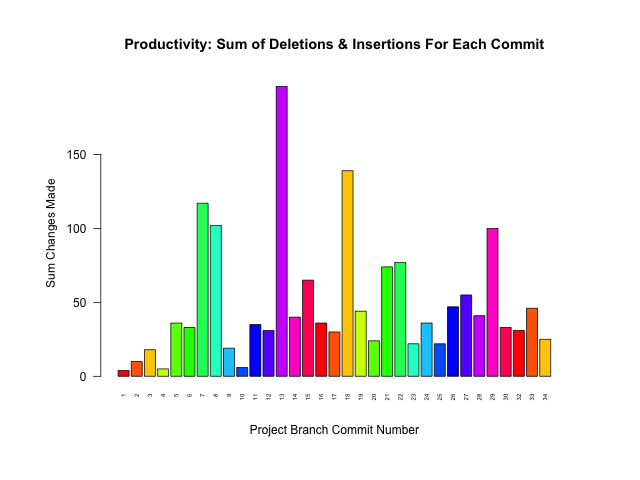 Productivity: Sum of Deletions & Insertions For Each Commit
Sum Changes Made
150
100
50
0
1 2 3 4 5 6 7 8 9 10 11 12 13 14 15 16 17 18 19 20 21 22 23 24 25 26 27 28 29 30 32 33 34
Project Branch Commit Number